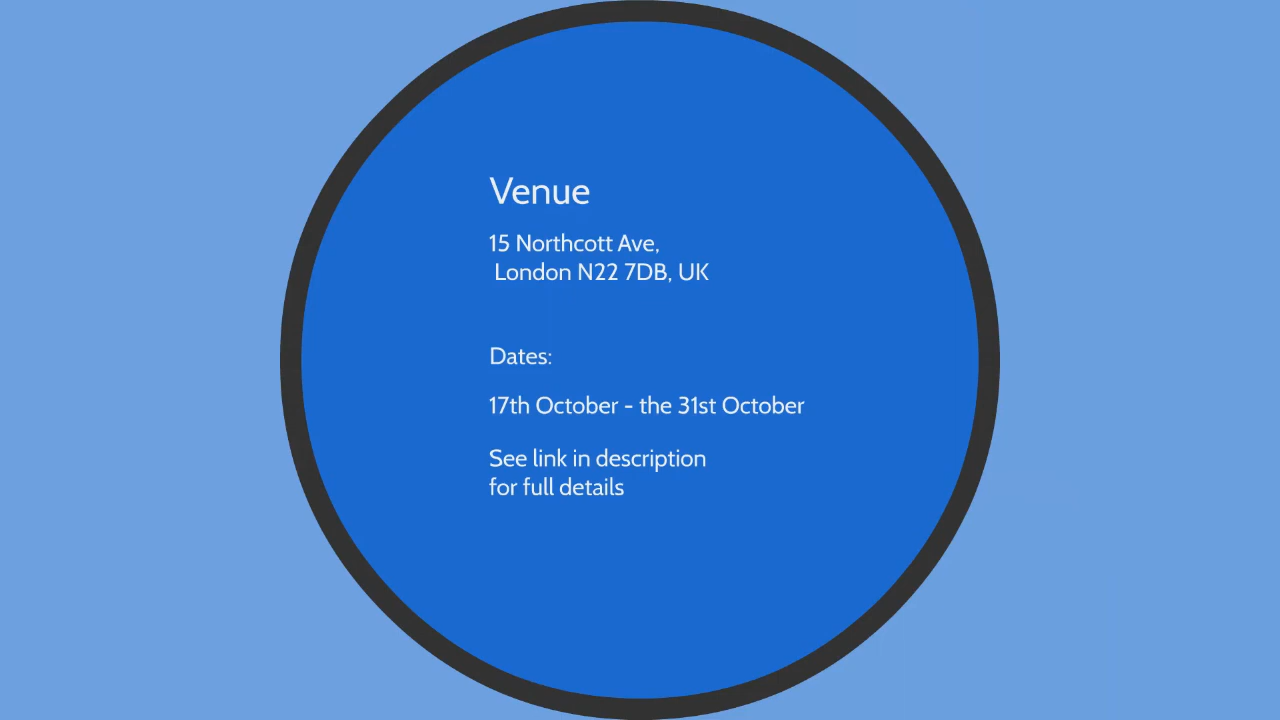 Venue
15 Northcott Ave,
London N22 7DB, UK
Dates:
17th October - the 31st October
See link in description
for full details